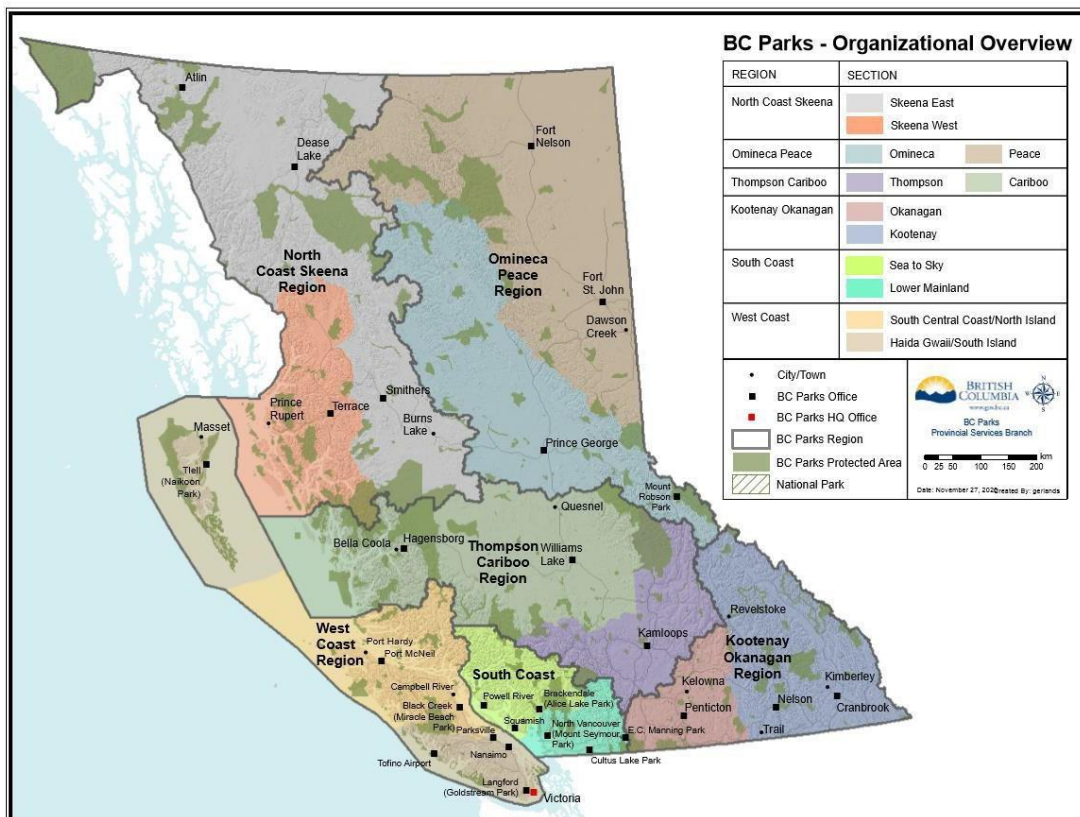 BC Parks - Organizational Overview
REGION SECTION
North Coast Skeena Skeena East
Skeena West
Omineca Peace Omineca Peace
Thompson Cariboo Thompson Cariboo
Kootenay Okanagan Okanagan
Kootenay
South Coast Sea to Sky
Lower Mainland
West Coast South Central Coast/North Island
Haida Gwaii/South Island
City/Town
BC Parks Office
BC Parks HQ Office
BC Parks Region
BC Parks Protected Area
National Park
BRITISH
COLUMBIA
www.gov.bc.ca
BC Parks
Provincial Services Branch
N
W E
S
km
0 25 50 100 150 200
Date: November 27, 202
Created By: gerlands
Atlin
Dease
Lake
Fort
Nelson
North
Coast Skeena
Region
Omineca
Peace
Region
Fort
St. John
Dawson
Creek
Smithers
Prince
Rupert
Terrace
Burns
Lake
Masset
Tlell
(Naikoon
Park)
Prince George
Mount
Robson
Park
Quesnel
Bella Coola
Hagensborg
Thompson
Cariboo
Region
Williams
Lake
Revelstoke
West
Coast
Region
Port Hardy
Port McNeil
Kamloops
Kootenay
Okanagan
Region
South Coast
Campbell River
Powell River
Brackendale
(Alice Lake Park)
Kelowna
Kimberley
Black Creek
(Miracle Beach
Park)
Penticton
Nelson
Cranbrook
Squamish
North Vancouver
(Mount Seymour
Park)
E.C. Manning Park
Trail
Parksville
Nanaimo
Cultus Lake Park
Tofino Airport
Langford
(Goldstream Park)
Victoria